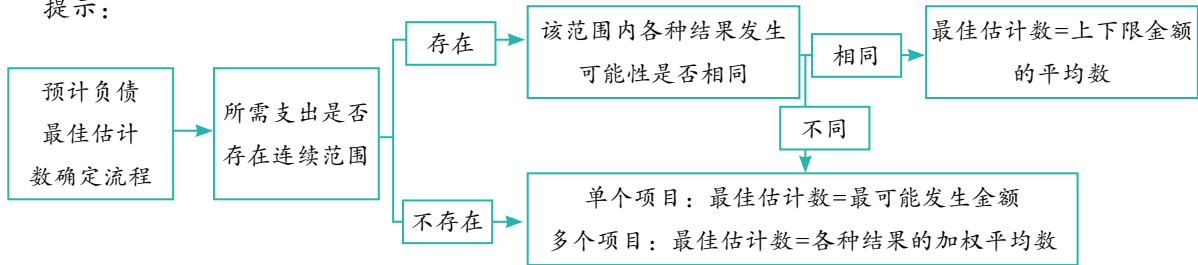 提示：
预计负债
最佳估计
数确定流程
所需支出是否
存在连续范围
存在
该范围内各种结果发生
可能性是否相同
相同
最佳估计数=上下限金额
的平均数
不同
不存在
单个项目：最佳估计数=最可能发生金额
多个项目：最佳估计数=各种结果的加权平均数